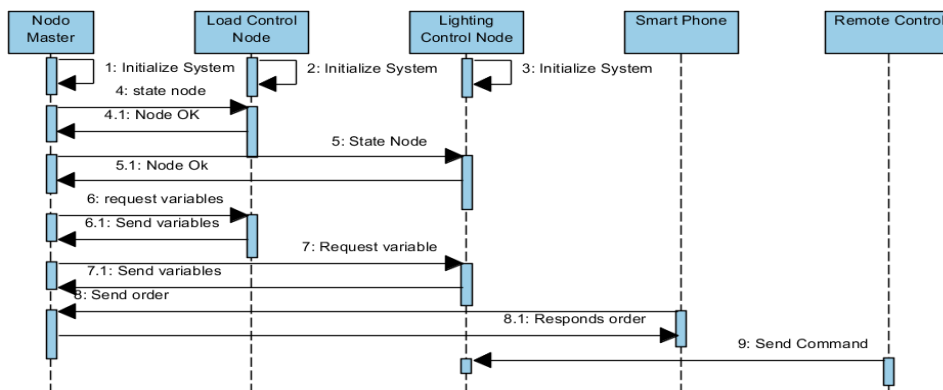 Nodo
Master
Load Control
Node
Lighting
Control Node
Smart Phone
Remote Control
1: Initialize System
2: Initialize System
3: Initialize System
4: state node
4.1: Node OK
5: State Node
5.1: Node Ok
6: request variables
6.1: Send variables
7: Request variable
7.1: Send variables
8: Send order
8.1: Responds order
9: Send Command